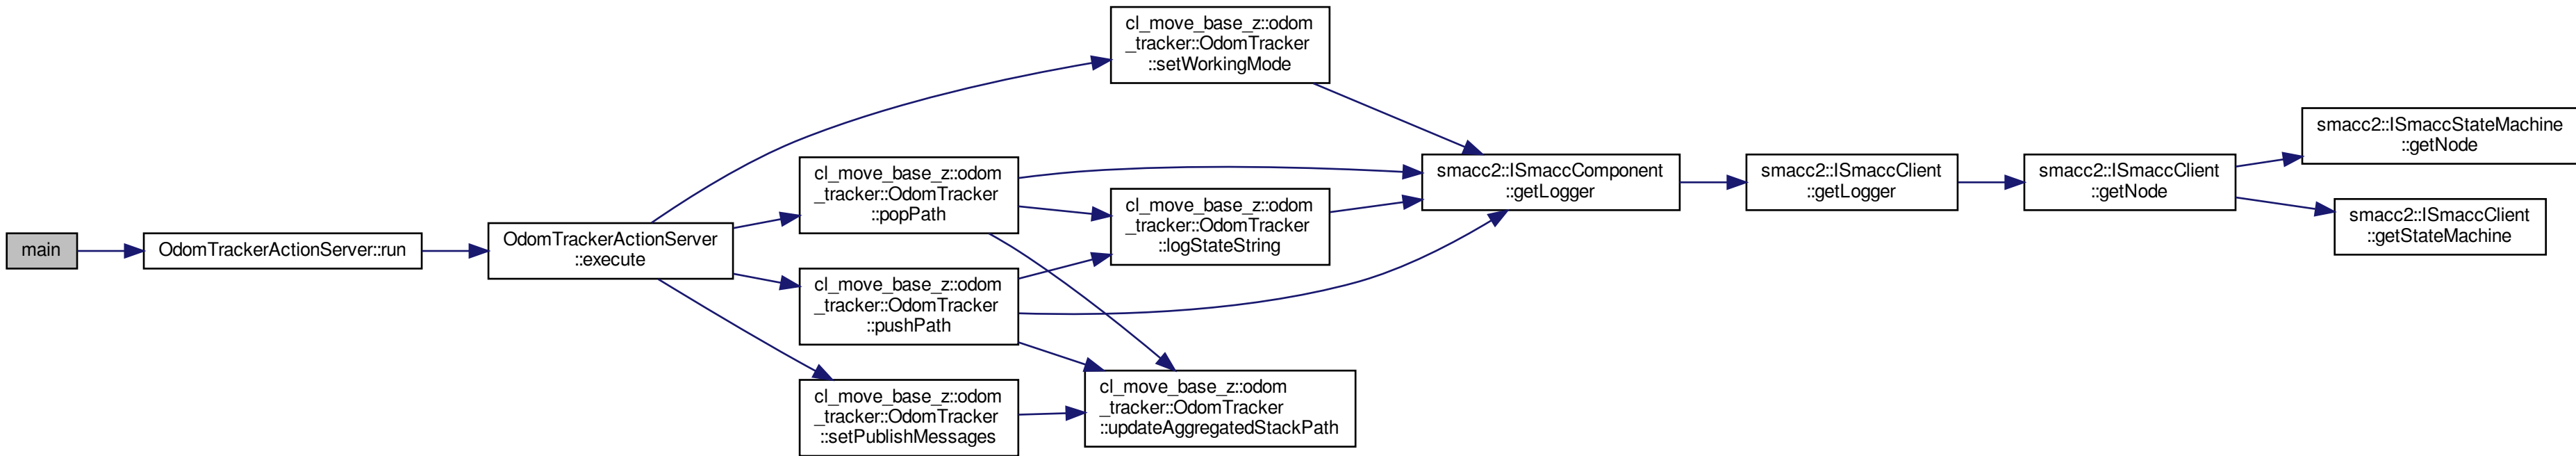 main
OdomTrackerActionServer::run
OdomTrackerActionServer
::execute
cl_move_base_z::odom
_tracker::OdomTracker
::setWorkingMode
cl_move_base_z::odom
_tracker::OdomTracker
::popPath
cl_move_base_z::odom
_tracker::OdomTracker
::pushPath
cl_move_base_z::odom
_tracker::OdomTracker
::setPublishMessages
cl_move_base_z::odom
_tracker::OdomTracker
::logStateString
cl_move_base_z::odom
_tracker::OdomTracker
::updateAggregatedStackPath
smacc2::ISmaccComponent
::getLogger
smacc2::ISmaccClient
::getLogger
smacc2::ISmaccClient
::getNode
smacc2::ISmaccStateMachine
::getNode
smacc2::ISmaccClient
::getStateMachine